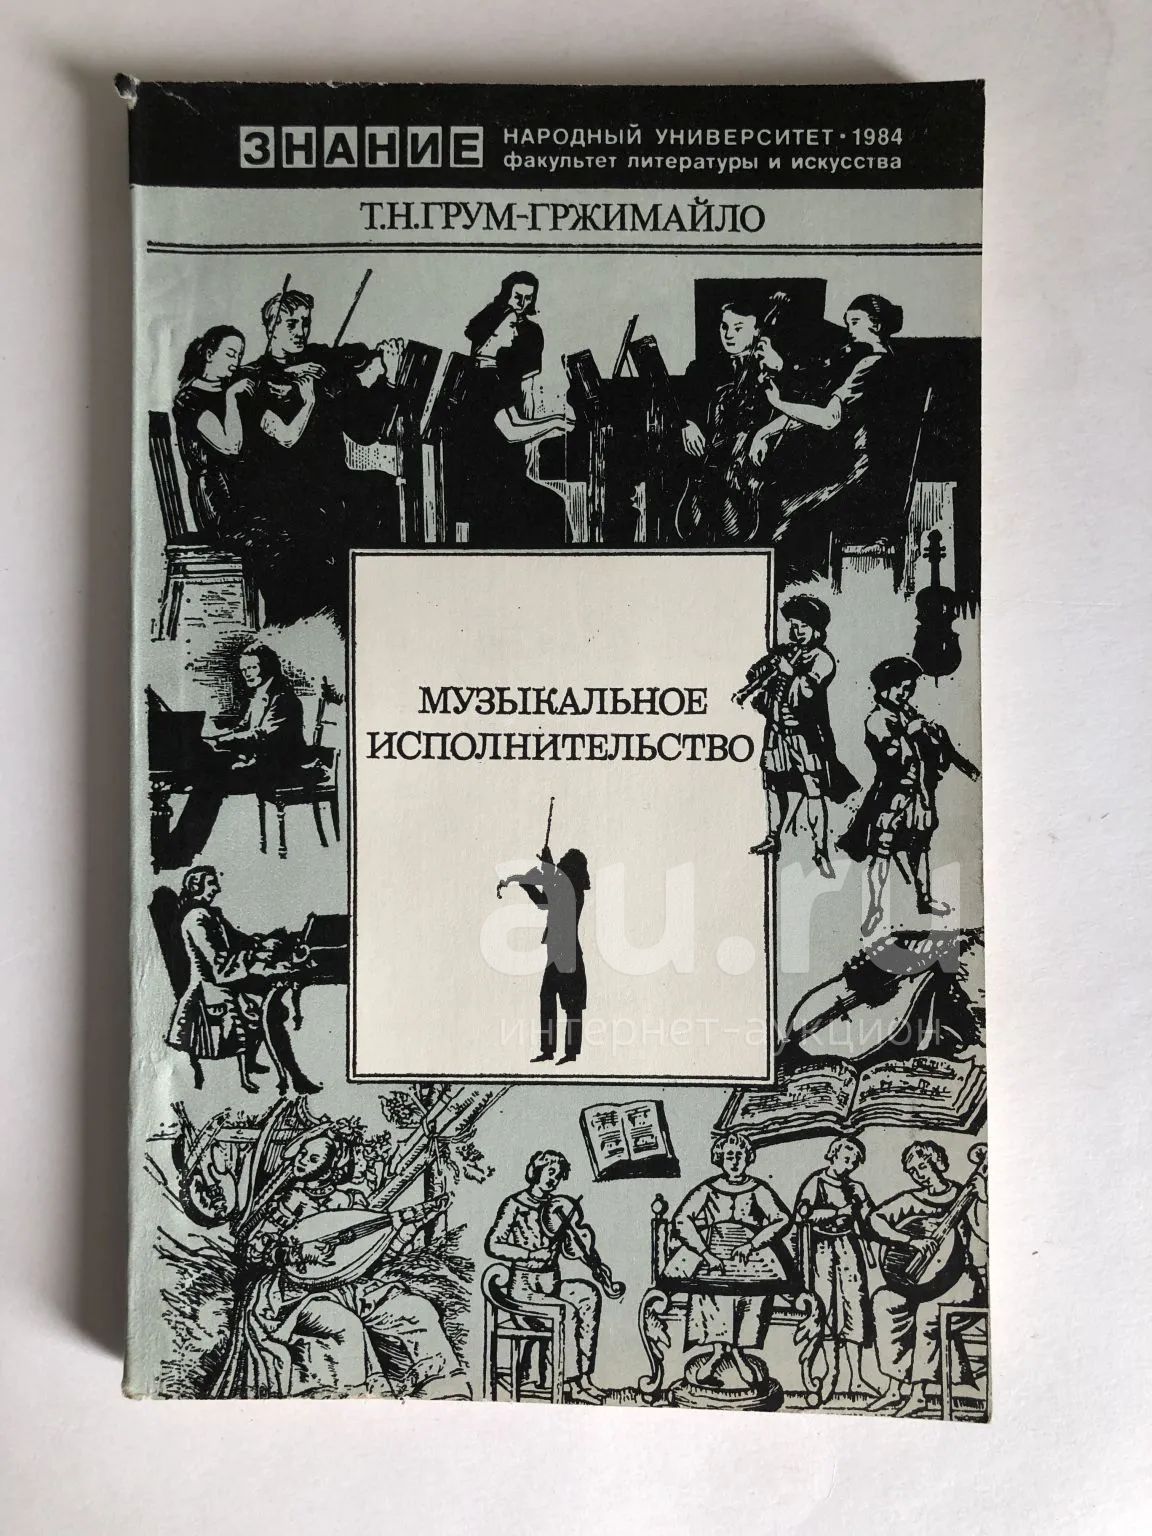 ЗНАНИЕ НАРОДНЫЙ УНИВЕРСИТЕТ · 1984
факультет литературы и искусства
Т.Н.ГРУМ-ГРЖИМАЙЛО
МУЗЫКАЛЬНОЕ
ИСПОЛНИТЕЛЬСТВО
au.ru
интернет-аукцион